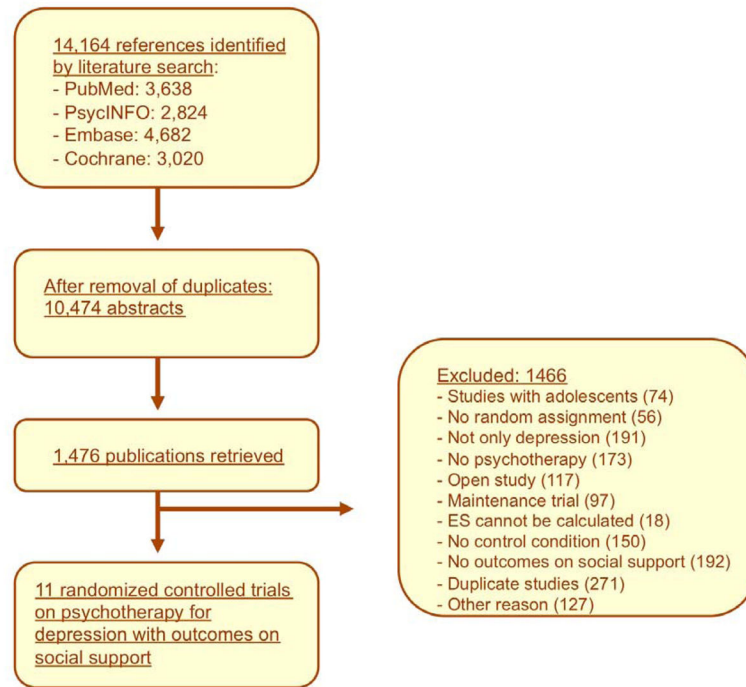 14,164 references identified
by literature search:
- PubMed: 3,638
- PsycINFO: 2,824
- Embase: 4,682
- Cochrane: 3,020
After removal of duplicates:
10,474 abstracts
1,476 publications retrieved
Excluded: 1466
- Studies with adolescents (74)
- No random assignment (56)
- Not only depression (191)
- No psychotherapy (173)
- Open study (117)
- Maintenance trial (97)
- ES cannot be calculated (18)
- No control condition (150)
- No outcomes on social support (192)
- Duplicate studies (271)
- Other reason (127)
11 randomized controlled trials
on psychotherapy for
depression with outcomes on
social support